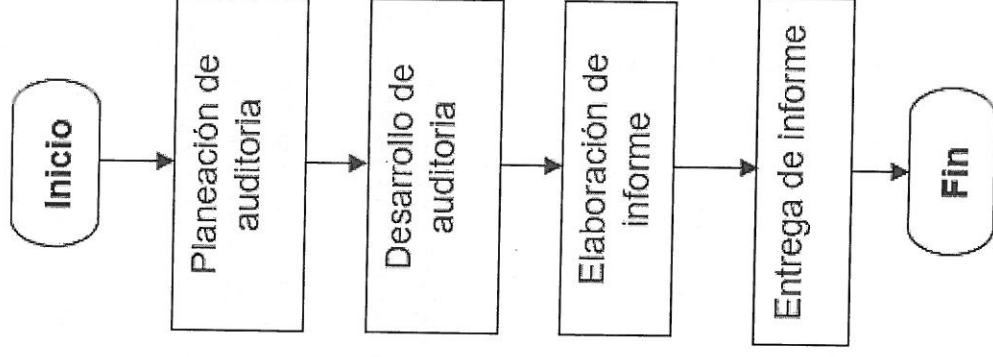 Inicio
Planeación de
auditoria
Desarrollo de
auditoria
Elaboración de
informe
Entrega de informe
Fin